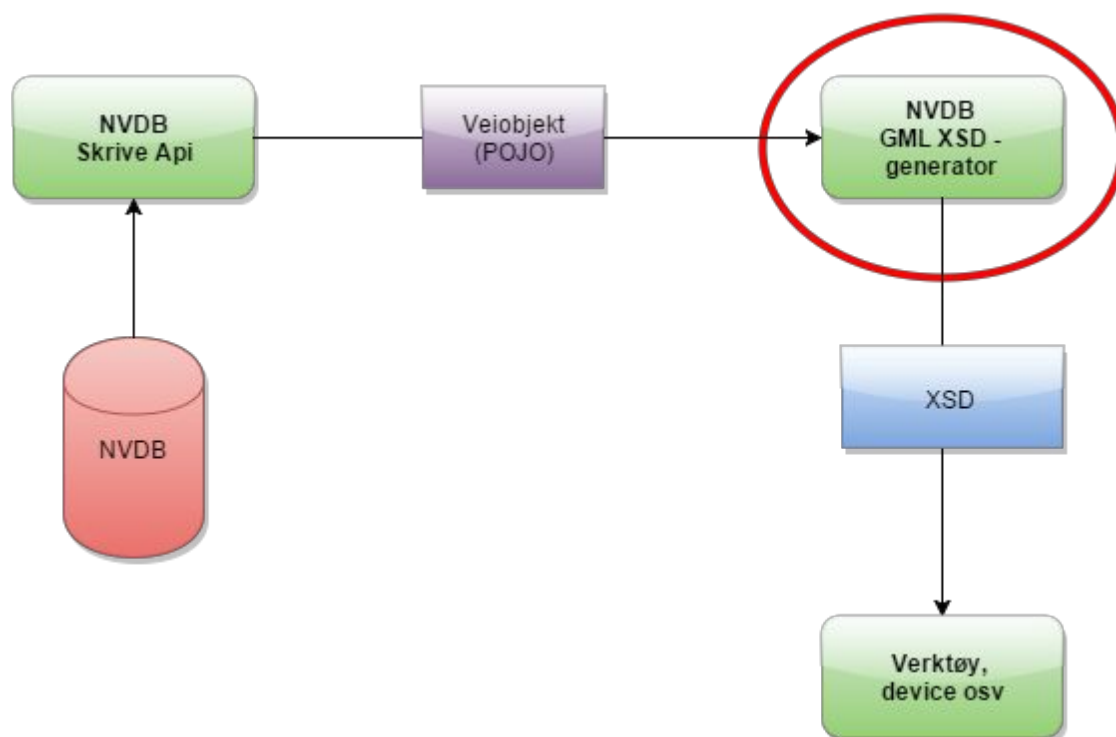 NVDB
Skrive Api
Veiobjekt
(POJO)
NVDB
GML XSD -
generator
NVDB
XSD
Verktøy,
device osv